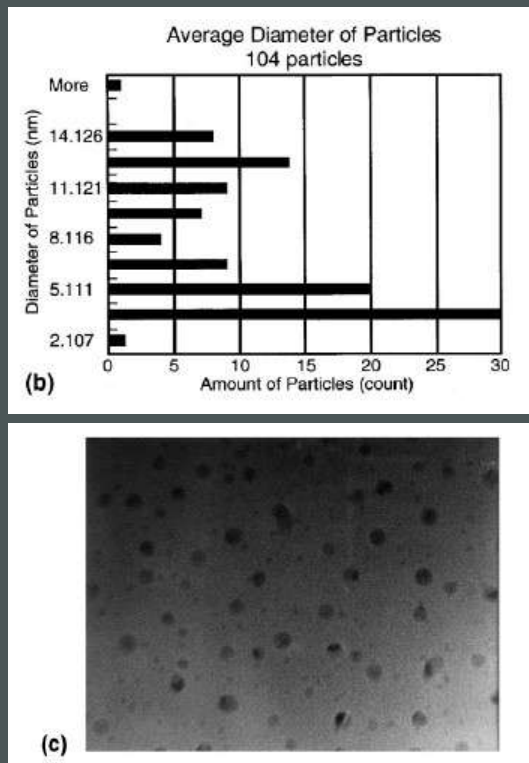 Average Diameter of Particles
104 particles
Diameter of Particles (nm)
More
14.126
11.121
8.116
5.111
2.107
0 5 10 15 20 25 30
Amount of Particles (count)
(b)
(c)